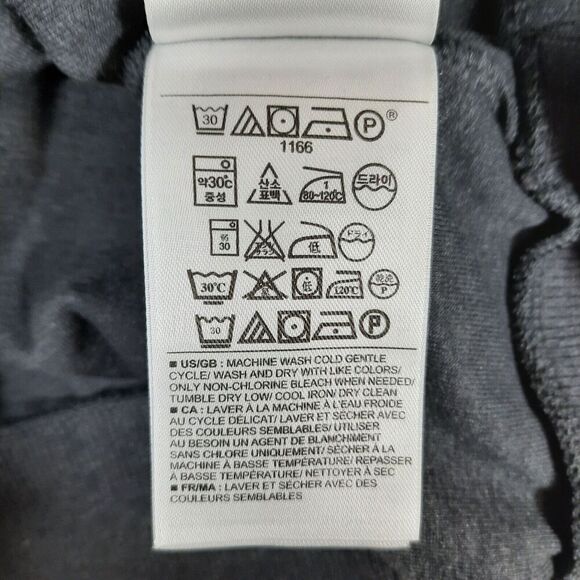 30 P ®
1166
약30℃ 산소 1 드라이
중성 표백 80~120℃
弱 低 ドライ
30
30℃ 低 120℃ 乾洗
P
30 P
US/GB : MACHINE WASH COLD GENTLE
CYCLE/ WASH AND DRY WITH LIKE COLORS/
ONLY NON-CHLORINE BLEACH WHEN NEEDED/
TUMBLE DRY LOW/ COOL IRON/ DRY CLEAN
CA : LAVER À LA MACHINE À L'EAU FROIDE
AU CYCLE DÉLICAT/ LAVER ET SÉCHER AVEC
DES COULEURS SEMBLABLES/ UTILISER
AU BESOIN UN AGENT DE BLANCHIMENT
SANS CHLORE UNIQUEMENT/ SÉCHER À LA
MACHINE À BASSE TEMPÉRATURE/ REPASSER
À BASSE TEMPÉRATURE/ NETTOYER À SEC
FR/MA : LAVER ET SÉCHER AVEC DES
COULEURS SEMBLABLES